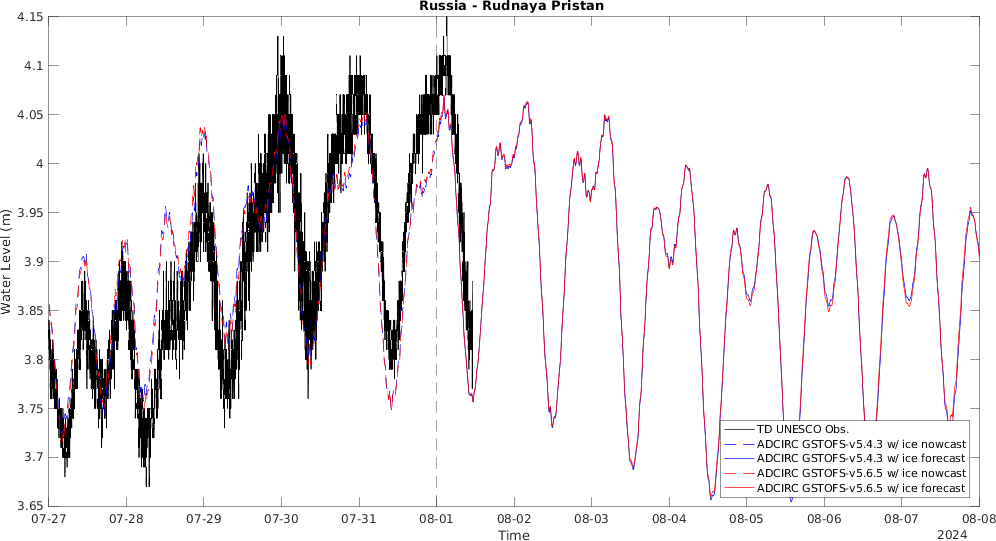 Russia - Rudnaya Pristan
Water Level (m)
4.15
4.1
4.05
4
3.95
3.9
3.85
3.8
3.75
3.7
3.65
TD UNESCO Obs.
ADCIRC GSTOFS-v5.4.3 w/ ice nowcast
ADCIRC GSTOFS-v5.4.3 w/ ice forecast
ADCIRC GSTOFS-v5.6.5 w/ ice nowcast
ADCIRC GSTOFS-v5.6.5 w/ ice forecast
07-27 07-28 07-29 07-30 07-31 08-01 08-02 08-03 08-04 08-05 08-06 08-07 08-08
Time
2024